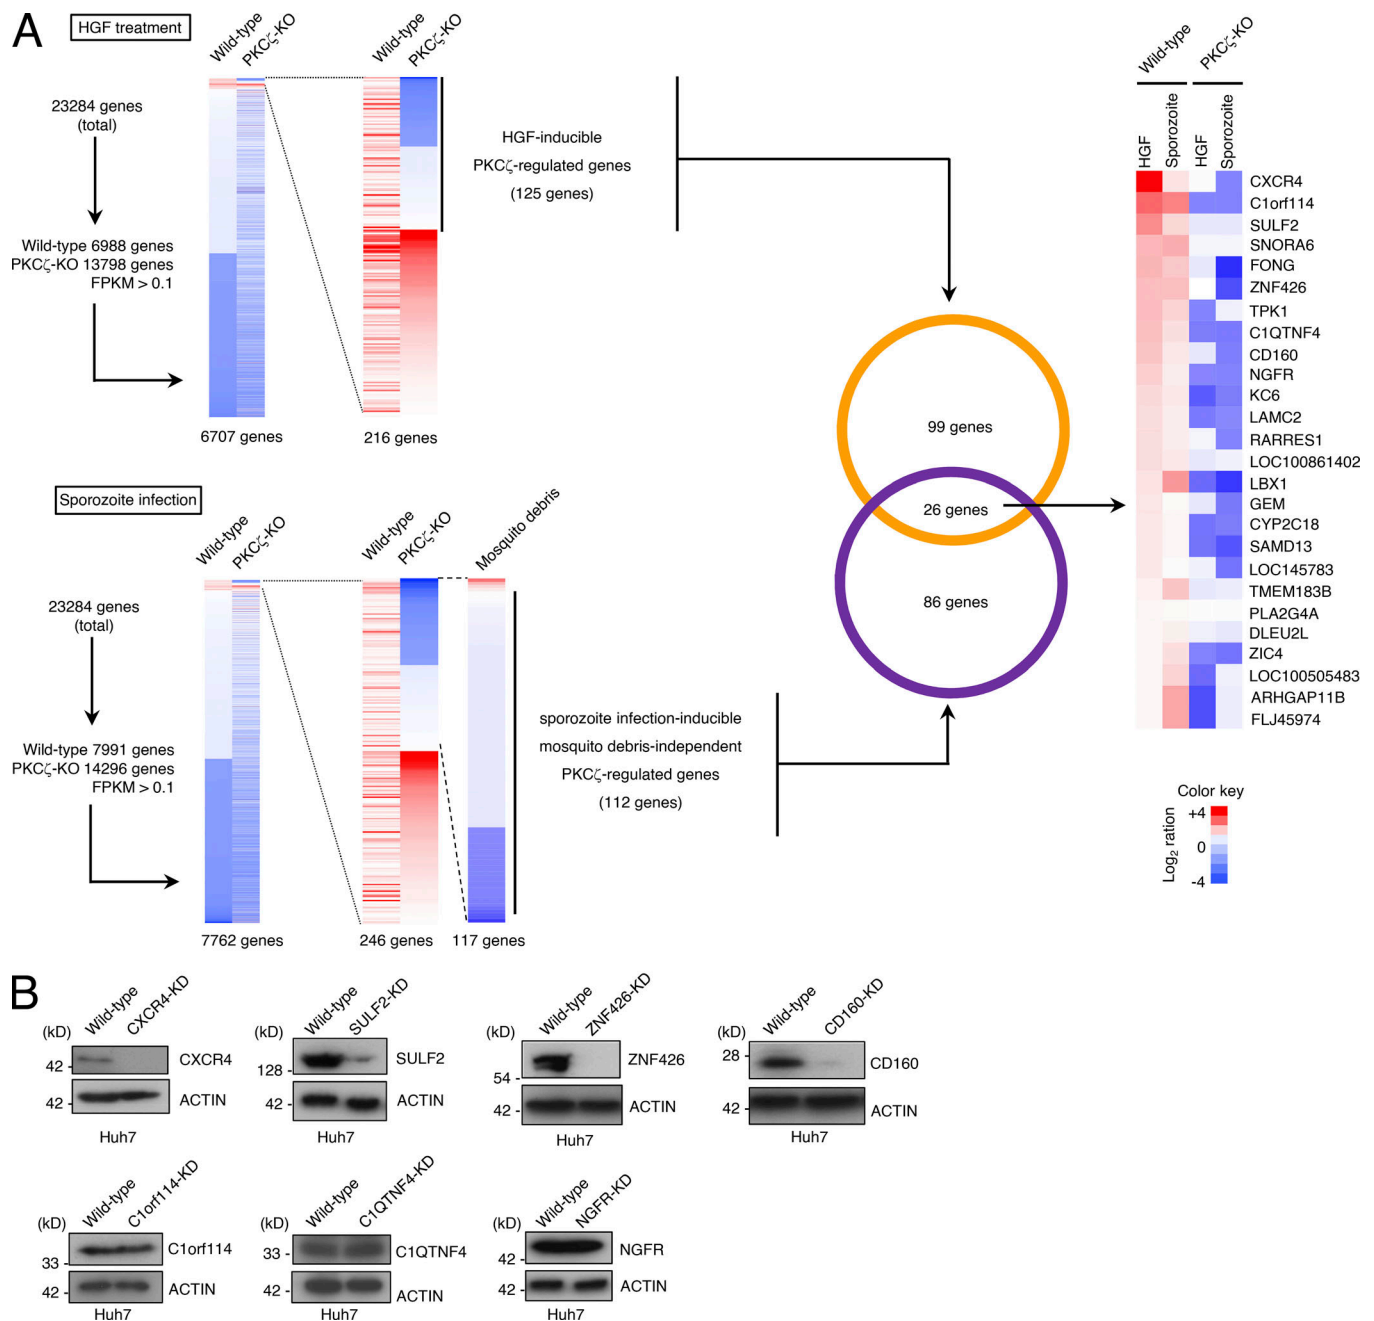 A
HGF treatment
Wild-type
PKCζ-KO
Wild-type
PKCζ-KO
23284 genes
(total)
Wild-type 6988 genes
PKCζ-KO 13798 genes
FPKM > 0.1
6707 genes
216 genes
HGF-inducible
PKCζ-regulated genes
(125 genes)
Sporozoite infection
Wild-type
PKCζ-KO
Wild-type
PKCζ-KO
Mosquito debris
23284 genes
(total)
Wild-type 7991 genes
PKCζ-KO 14296 genes
FPKM > 0.1
7762 genes
246 genes
117 genes
sporozoite infection-inducible
mosquito debris-independent
PKCζ-regulated genes
(112 genes)
99 genes
26 genes
86 genes
Wild-type
PKCζ-KO
HGF
Sporozoite
HGF
Sporozoite
CXCR4
C1orf114
SULF2
SNORA6
FONG
ZNF426
TPK1
C1QTNF4
CD160
NGFR
KC6
LAMC2
RARRES1
LOC100861402
LBX1
GEM
CYP2C18
SAMD13
LOC145783
TMEM183B
PLA2G4A
DLEU2L
ZIC4
LOC100505483
ARHGAP11B
FLJ45974
Color key
Log2 ration
+4
0
-4
B
(kD)
Wild-type
CXCR4-KD
42 -
CXCR4
42 -
ACTIN
Huh7
(kD)
Wild-type
SULF2-KD
128 -
SULF2
42 -
ACTIN
Huh7
(kD)
Wild-type
ZNF426-KD
54 -
ZNF426
42 -
ACTIN
Huh7
(kD)
Wild-type
CD160-KD
28 -
CD160
42 -
ACTIN
Huh7
(kD)
Wild-type
C1orf114-KD
33 -
C1orf114
42 -
ACTIN
Huh7
(kD)
Wild-type
C1QTNF4-KD
33 -
C1QTNF4
42 -
ACTIN
Huh7
(kD)
Wild-type
NGFR-KD
42 -
NGFR
42 -
ACTIN
Huh7